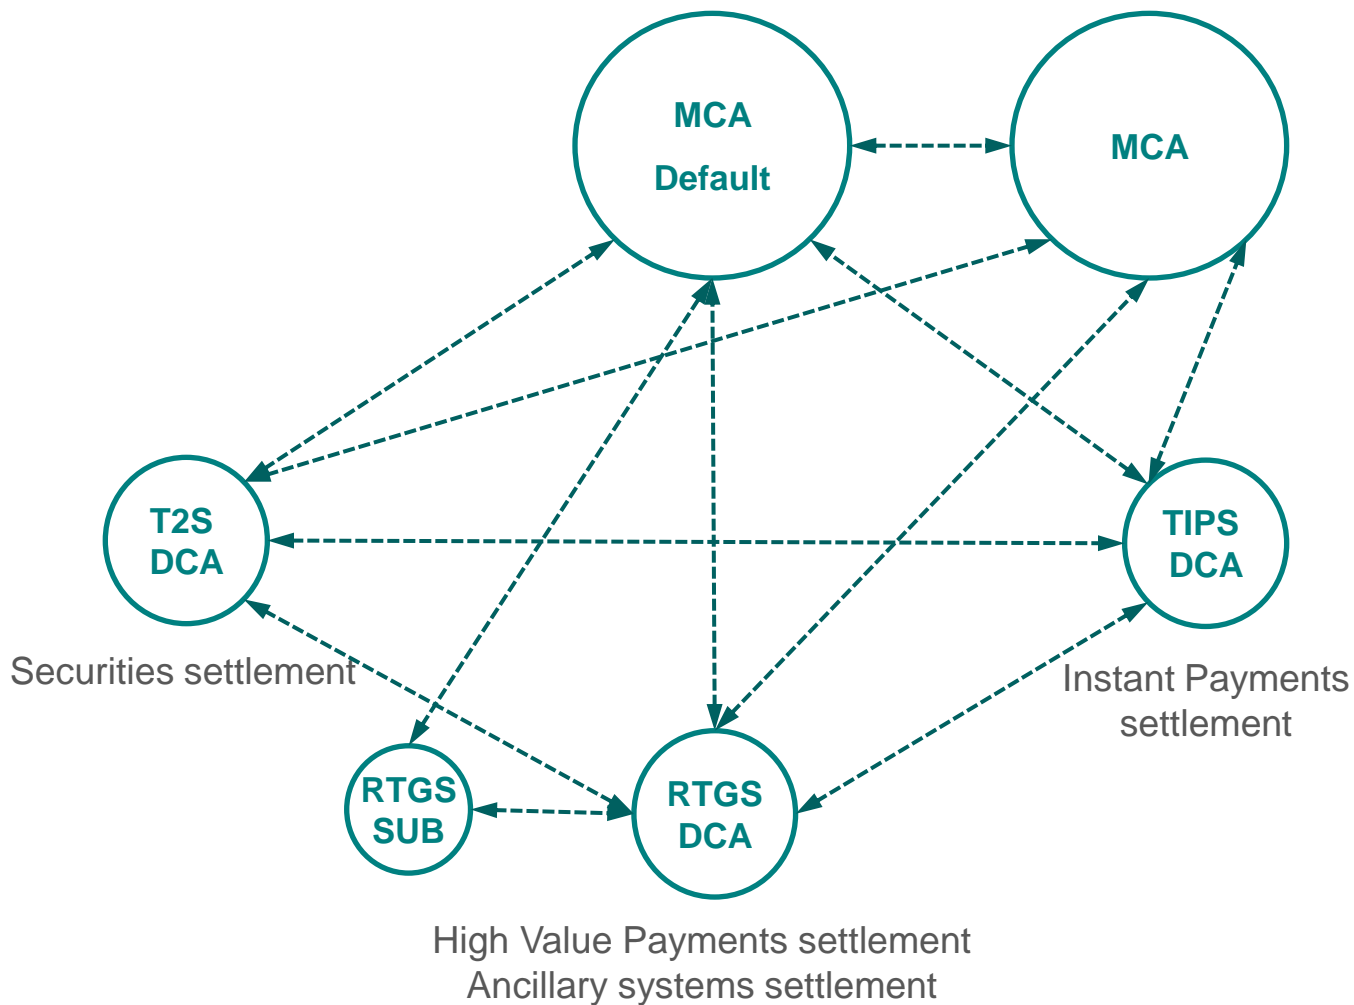 MCA
Default
MCA
T2S
DCA
TIPS
DCA
Securities settlement
Instant Payments
settlement
RTGS
SUB
RTGS
DCA
High Value Payments settlement
Ancillary systems settlement